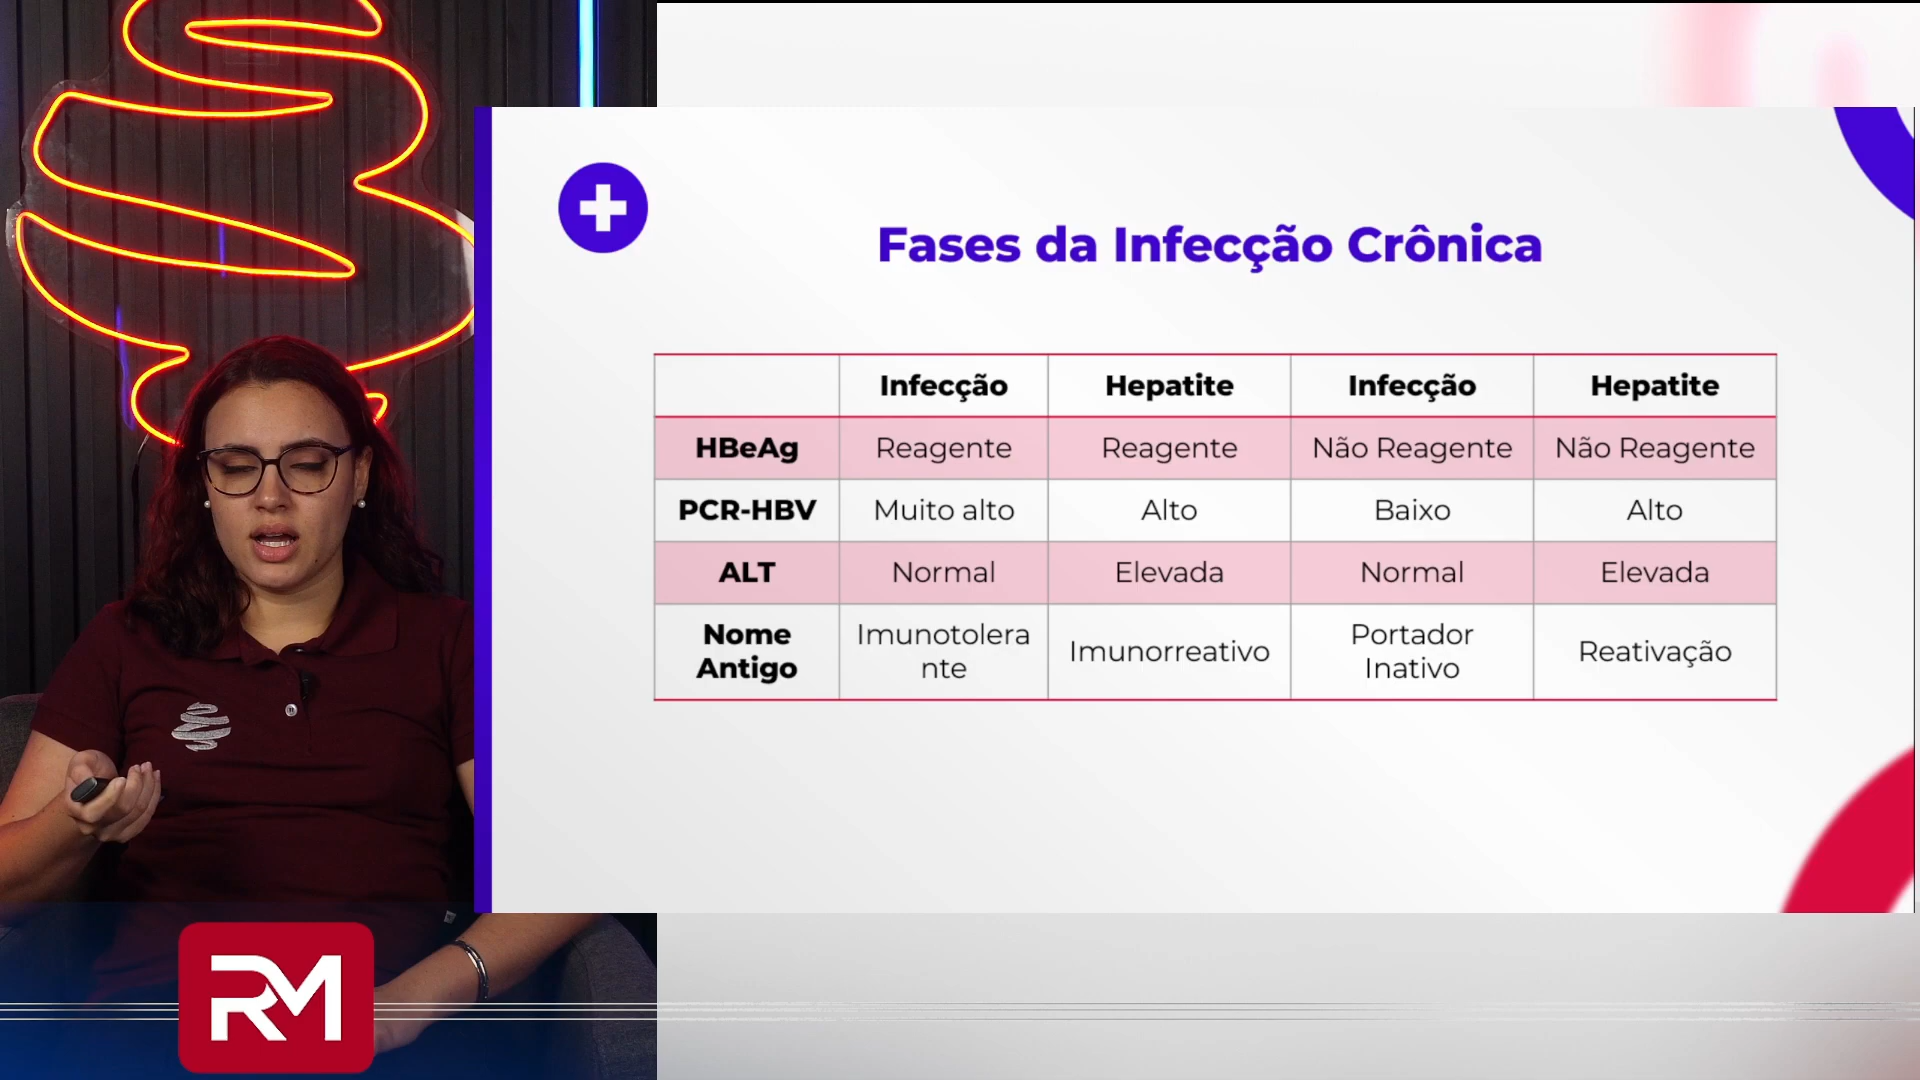 Fases da Infecção Crônica
Infecção Hepatite Infecção Hepatite
HBeAg Reagente Reagente Não Reagente Não Reagente
PCR-HBV Muito alto Alto Baixo Alto
ALT Normal Elevada Normal Elevada
Nome Antigo Imunotolera nte Imunorreativo Portador Inativo Reativação
RM